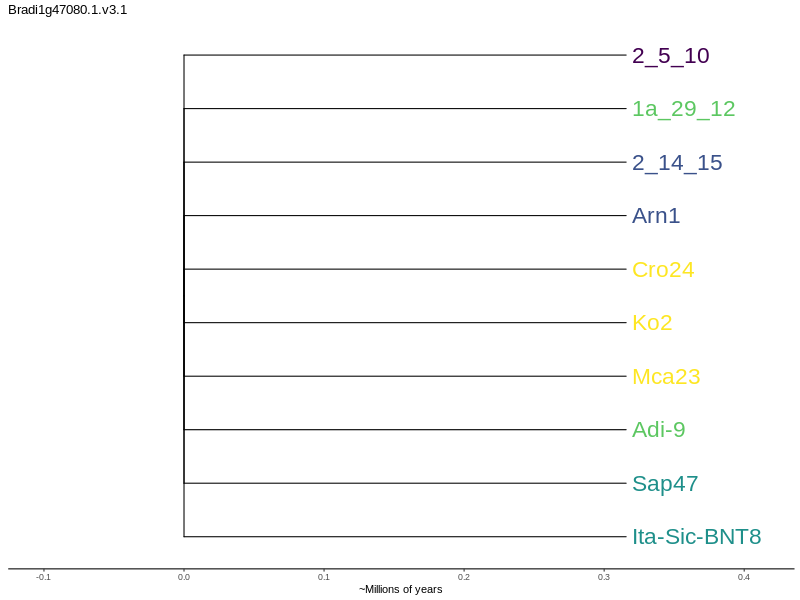 Bradi1g47080.1.v3.1
2_5_10
1a_29_12
2_14_15
Arn1
Cro24
Ko2
Mca23
Adi-9
Sap47
Ita-Sic-BNT8
-0.1 0.0 0.1 0.2 0.3 0.4
~Millions of years